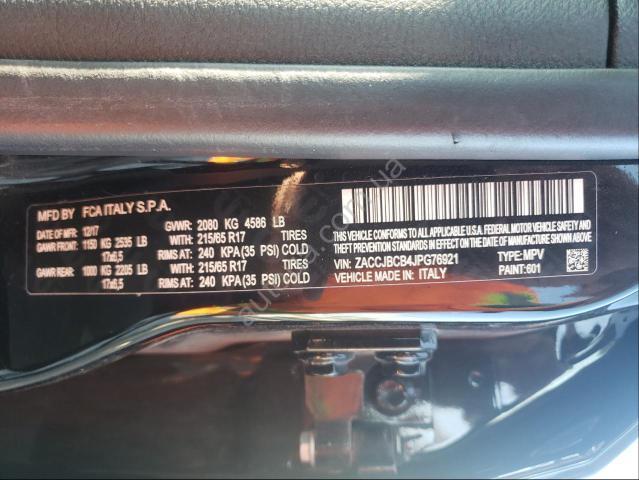 MFD BY FCA ITALY S.P.A.
DATE 12/17 GVWR: 2080 KG 4586 LB
GAWR FRONT: 1150 KG 2535 LB WITH 215/65 R17 TIRES
17x6,5 RIMS AT: 240 KPA (35 PSI) COLD
GAWR REAR: 1000 KG 2205 LB WITH 215/65 R17 TIRES
17x6,5 RIMS AT: 240 KPA (35 PSI) COLD
THIS VEHICLE CONFORMS TO ALL APPLICABLE U.S.A.
FEDERAL MOTOR VEHICLE SAFETY, BUMPER AND
THEFT PREVENTION STANDARDS IN EFFECT ON THE
DATE OF MANUFACTURE SHOWN ABOVE
VIN: ZACCJBCB4JPG76921 TYPE: MPV
VEHICLE MADE IN: ITALY PAINT: 601